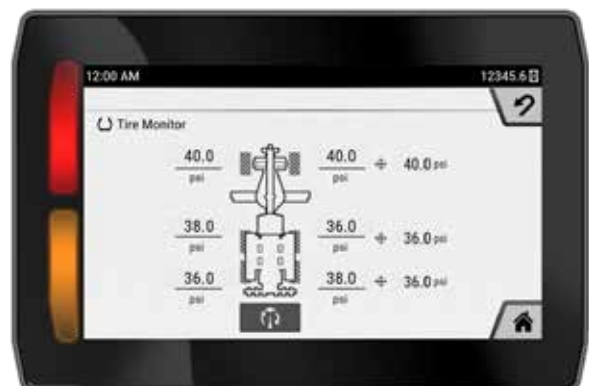 12:00 AM 12345.6
Tire Monitor
40.0 40.0 40.0 psi
psi psi
38.0 36.0 36.0 psi
psi psi
36.0 38.0 36.0 psi
psi psi